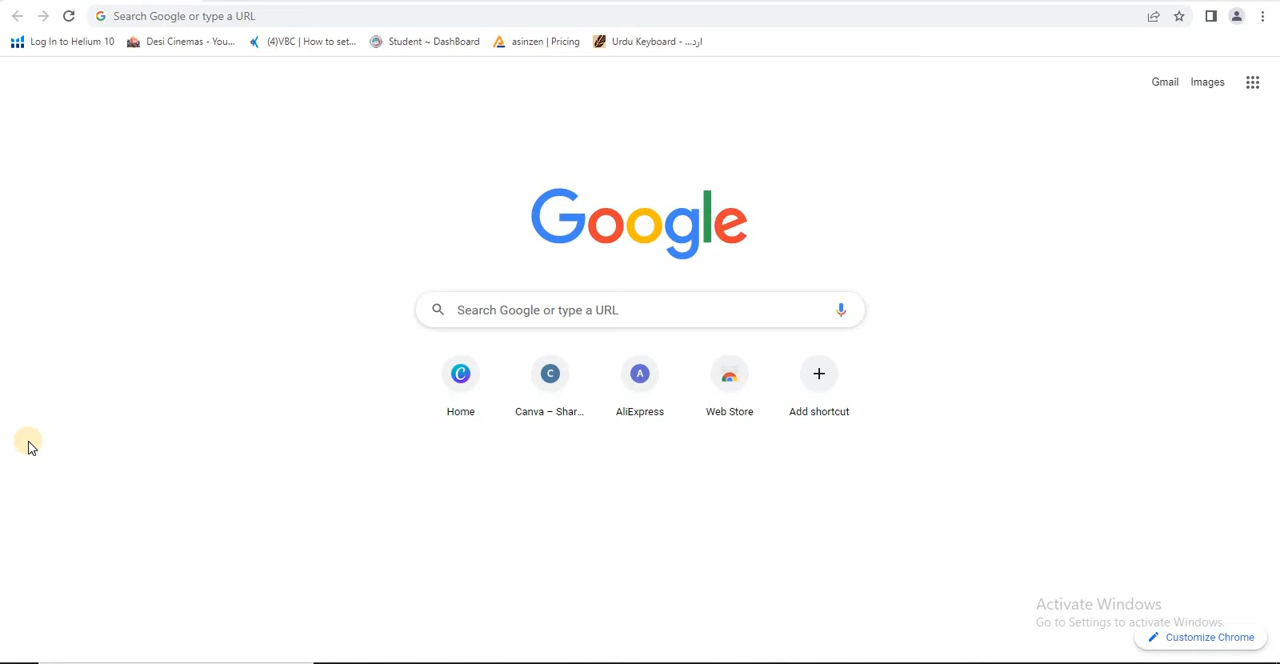 Search Google or type a URL
Log In to Helium 10 Desi Cinemas - You... (4)VBC | How to set... Student ~ DashBoard asinzen | Pricing Urdu Keyboard - ...ارد
Gmail Images
Google
Search Google or type a URL
C C A
Home Canva – Shar... AliExpress Web Store Add shortcut
Activate Windows
Go to Settings to activate Windows.
Customize Chrome